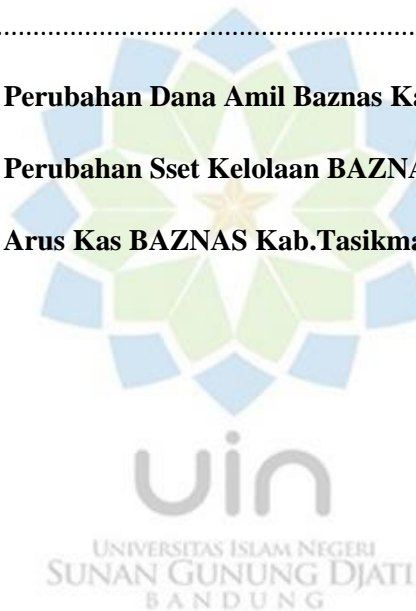 ........................................................
Perubahan Dana Amil Baznas Ka
Perubahan Sset Kelolaan BAZNA
Arus Kas BAZNAS Kab.Tasikma
uin
UNIVERSITAS ISLAM NEGERI
SUNAN GUNUNG DJATI
BANDUNG